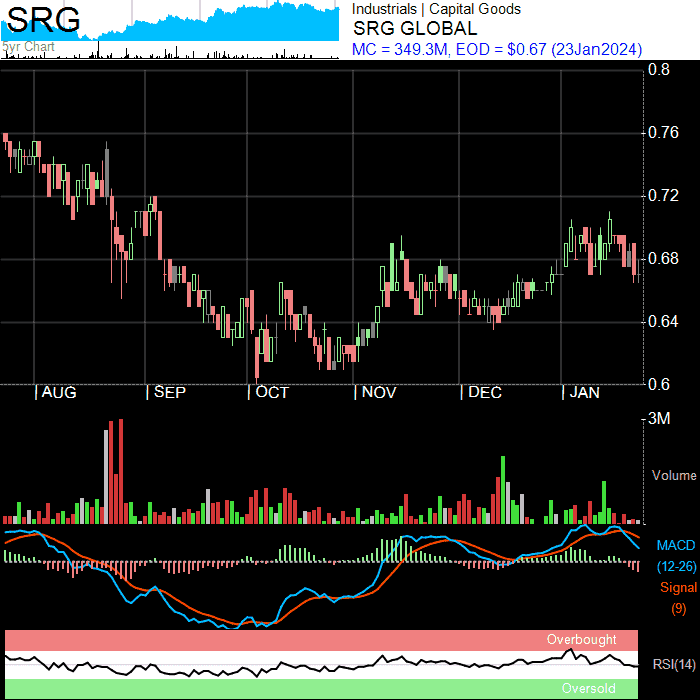 SRG
5yr Chart
Industrials | Capital Goods
SRG GLOBAL
MC = 349.3M, EOD = $0.67 (23Jan2024)
0.8
0.76
0.72
0.68
0.64
0.6
| AUG | SEP | OCT | NOV | DEC | JAN
3M
Volume
MACD
(12-26)
Signal
(9)
Overbought
RSI(14)
Oversold